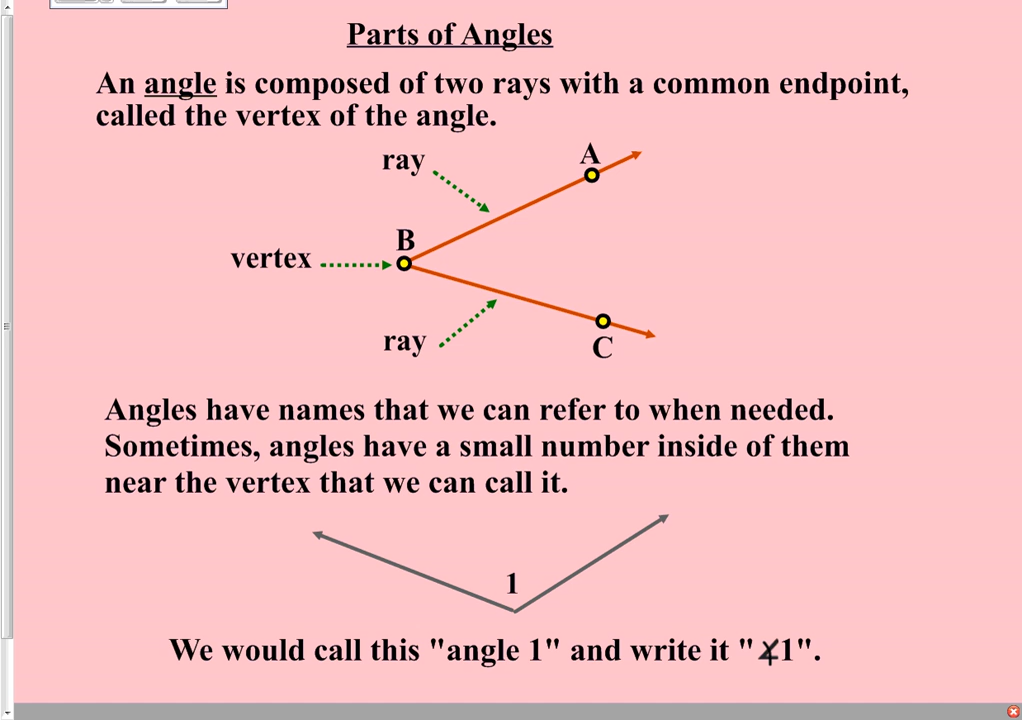 Parts of Angles
An angle is composed of two rays with a common endpoint,
called the vertex of the angle.
ray
A
B
vertex
ray
C
Angles have names that we can refer to when needed.
Sometimes, angles have a small number inside of them
near the vertex that we can call it.
1
We would call this "angle 1" and write it "∡1".